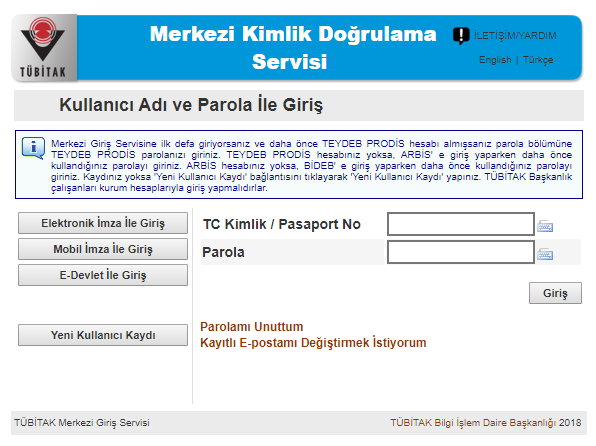 TÜBİTAK
Merkezi Kimlik Doğrulama
Servisi
İLETİŞİM/YARDIM
English | Türkçe
Kullanıcı Adı ve Parola İle Giriş
Merkezi Giriş Servisine ilk defa giriyorsanız ve daha önce TEYDEB PRODİS hesabı almışsanız parola bölümüne
TEYDEB PRODİS parolanızı giriniz. TEYDEB PRODİS hesabınız yoksa, ARBİS' e giriş yaparken daha önce
kullandığınız parolayı giriniz. ARBİS hesabınız yoksa, BİDEB' e giriş yaparken daha önce kullandığınız parolayı
giriniz. Kaydınız yoksa 'Yeni Kullanıcı Kaydı' bağlantısını tıklayarak 'Yeni Kullanıcı Kaydı' yapınız. TÜBİTAK Başkanlık
çalışanları kurum hesaplarıyla giriş yapmalıdırlar.
Elektronik İmza İle Giriş
Mobil İmza İle Giriş
E-Devlet İle Giriş
Yeni Kullanıcı Kaydı
TC Kimlik / Pasaport No
Parola
Giriş
Parolamı Unuttum
Kayıtlı E-postamı Değiştirmek İstiyorum
TÜBİTAK Merkezi Giriş Servisi
TÜBİTAK Bilgi İşlem Daire Başkanlığı 2018